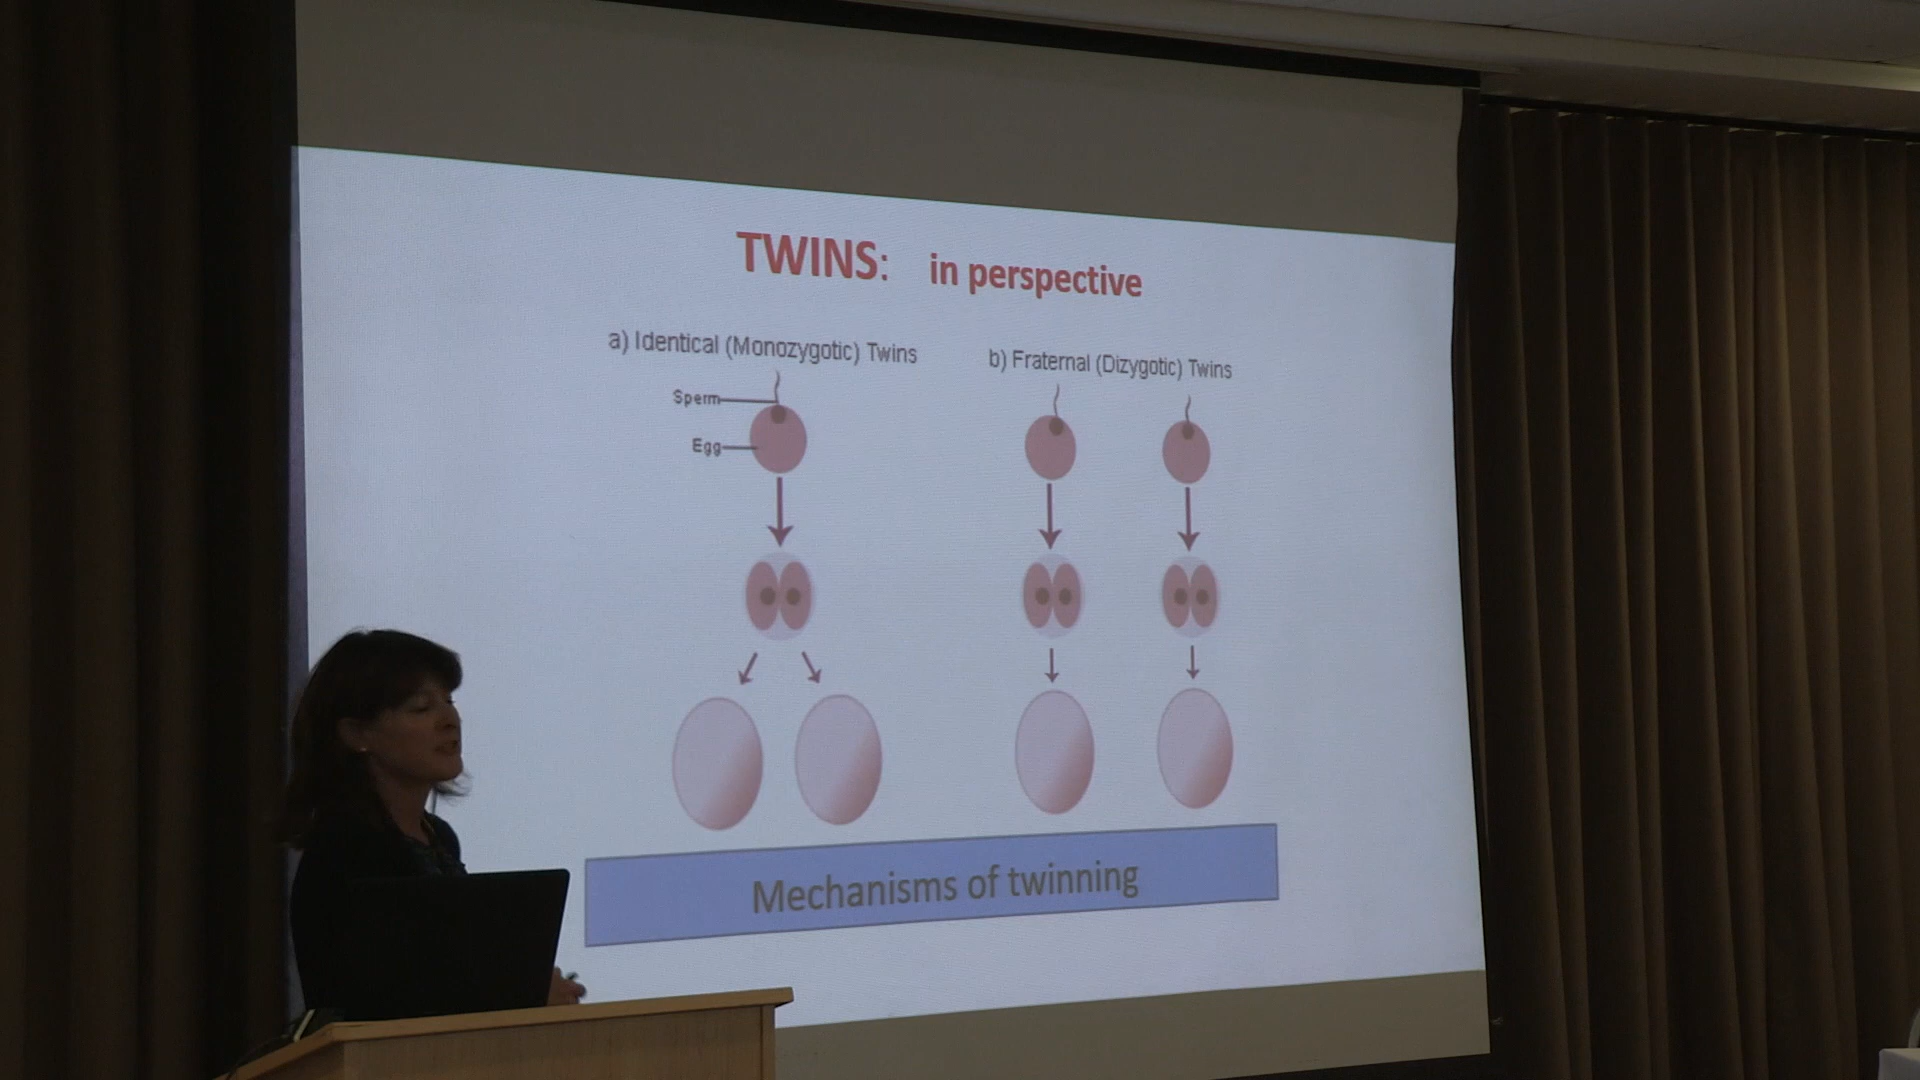 TWINS: in perspective
a) Identical (Monozygotic) Twins
b) Fraternal (Dizygotic) Twins
Sperm
Egg
Mechanisms of twinning